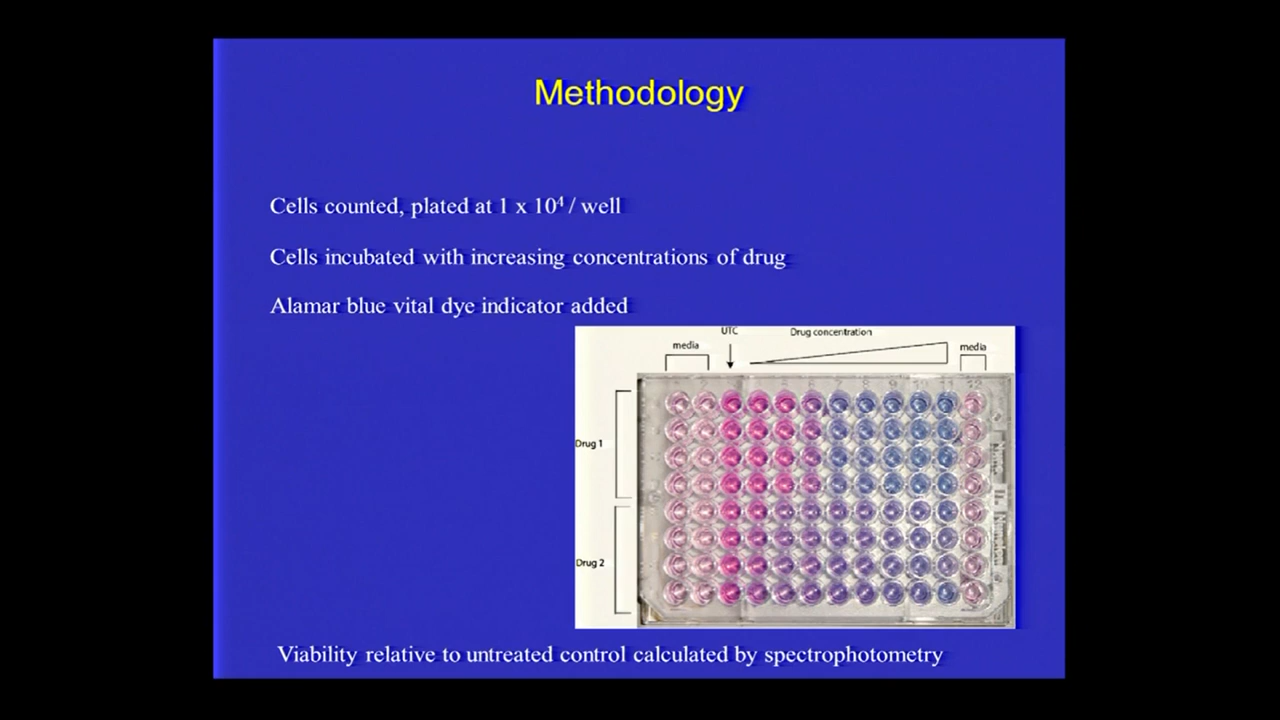 Methodology
Cells counted, plated at 1 x 10⁴ / well
Cells incubated with increasing concentrations of drug
Alamar blue vital dye indicator added
UTC
Drug concentration
media
media
Drug 1
Drug 2
Viability relative to untreated control calculated by spectrophotometry